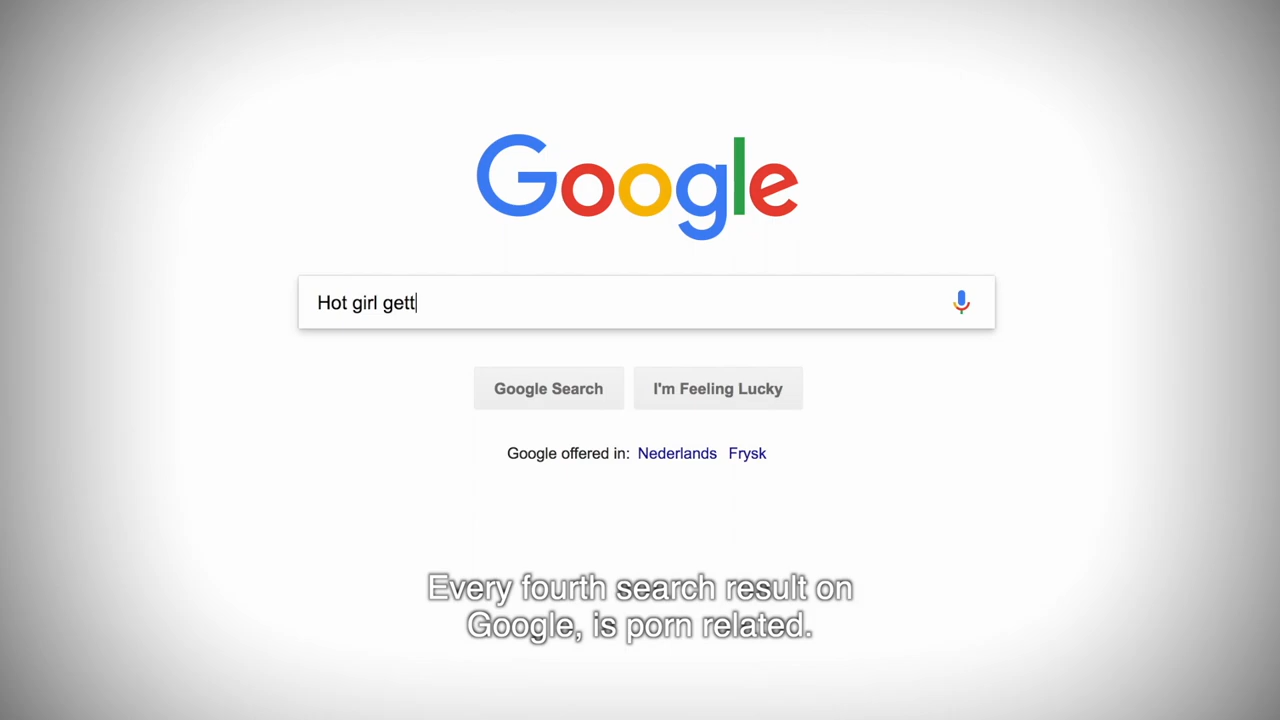 Google
Hot girl gett
Google Search
I'm Feeling Lucky
Google offered in: Nederlands Frysk
Every fourth search result on
Google, is porn related.